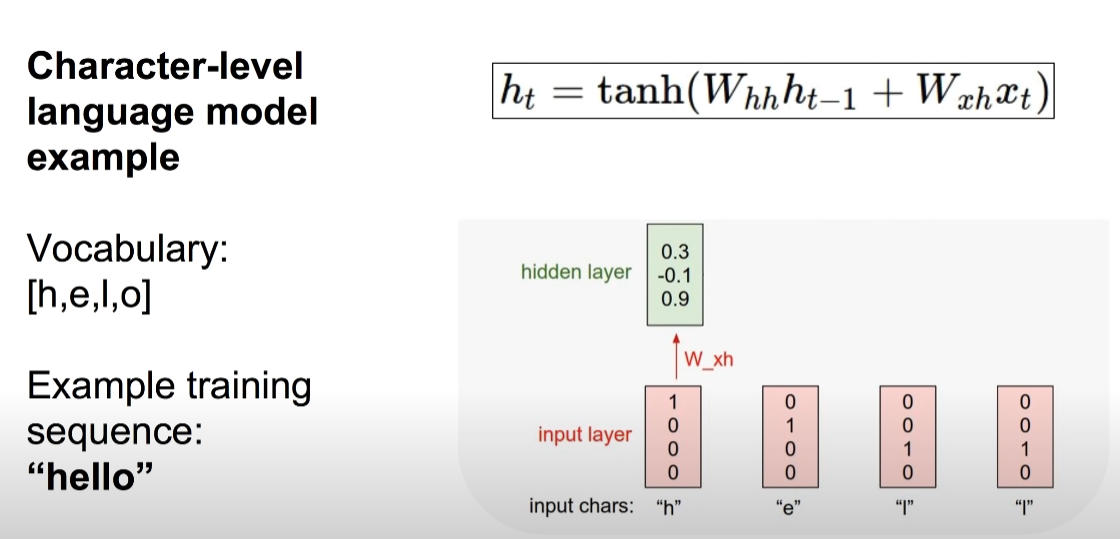 Character-level
language model
example
h_t = tanh(W_{hh}h_{t-1} + W_{xh}x_t)
Vocabulary:
[h,e,l,o]
Example training
sequence:
“hello”
hidden layer
0.3
-0.1
0.9
W_xh
input layer
1 0 0 0
0 1 0 0
0 0 1 1
0 0 0 0
input chars: “h” “e” “l” “l”